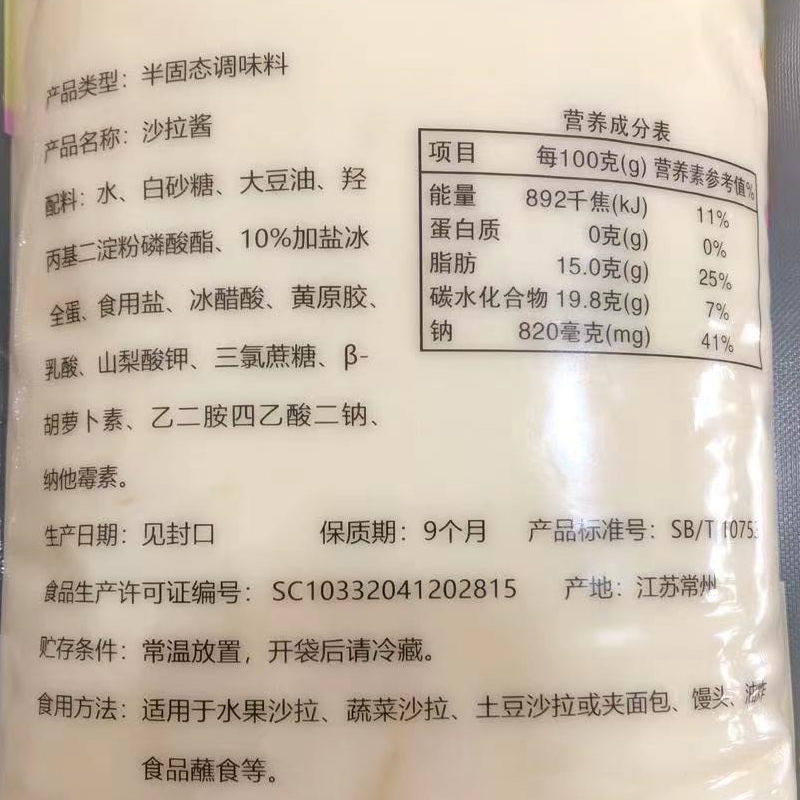 产品类型：半固态调味料
产品名称：沙拉酱
配料：水、白砂糖、大豆油、羟
丙基二淀粉磷酸酯、10%加盐冰
全蛋、食用盐、冰醋酸、黄原胶、
乳酸、山梨酸钾、三氯蔗糖、β-
胡萝卜素、乙二胺四乙酸二钠、
纳他霉素。
营养成分表
项目 每100克(g) 营养素参考值%
能量 892千焦(kJ) 11%
蛋白质 0克(g) 0%
脂肪 15.0克(g) 25%
碳水化合物 19.8克(g) 7%
钠 820毫克(mg) 41%
生产日期：见封口 保质期：9个月 产品标准号：SB/T 10753
食品生产许可证编号：SC10332041202815 产地：江苏常州
贮存条件：常温放置，开袋后请冷藏。
食用方法：适用于水果沙拉、蔬菜沙拉、土豆沙拉或夹面包、馒头、油炸
食品蘸食等。